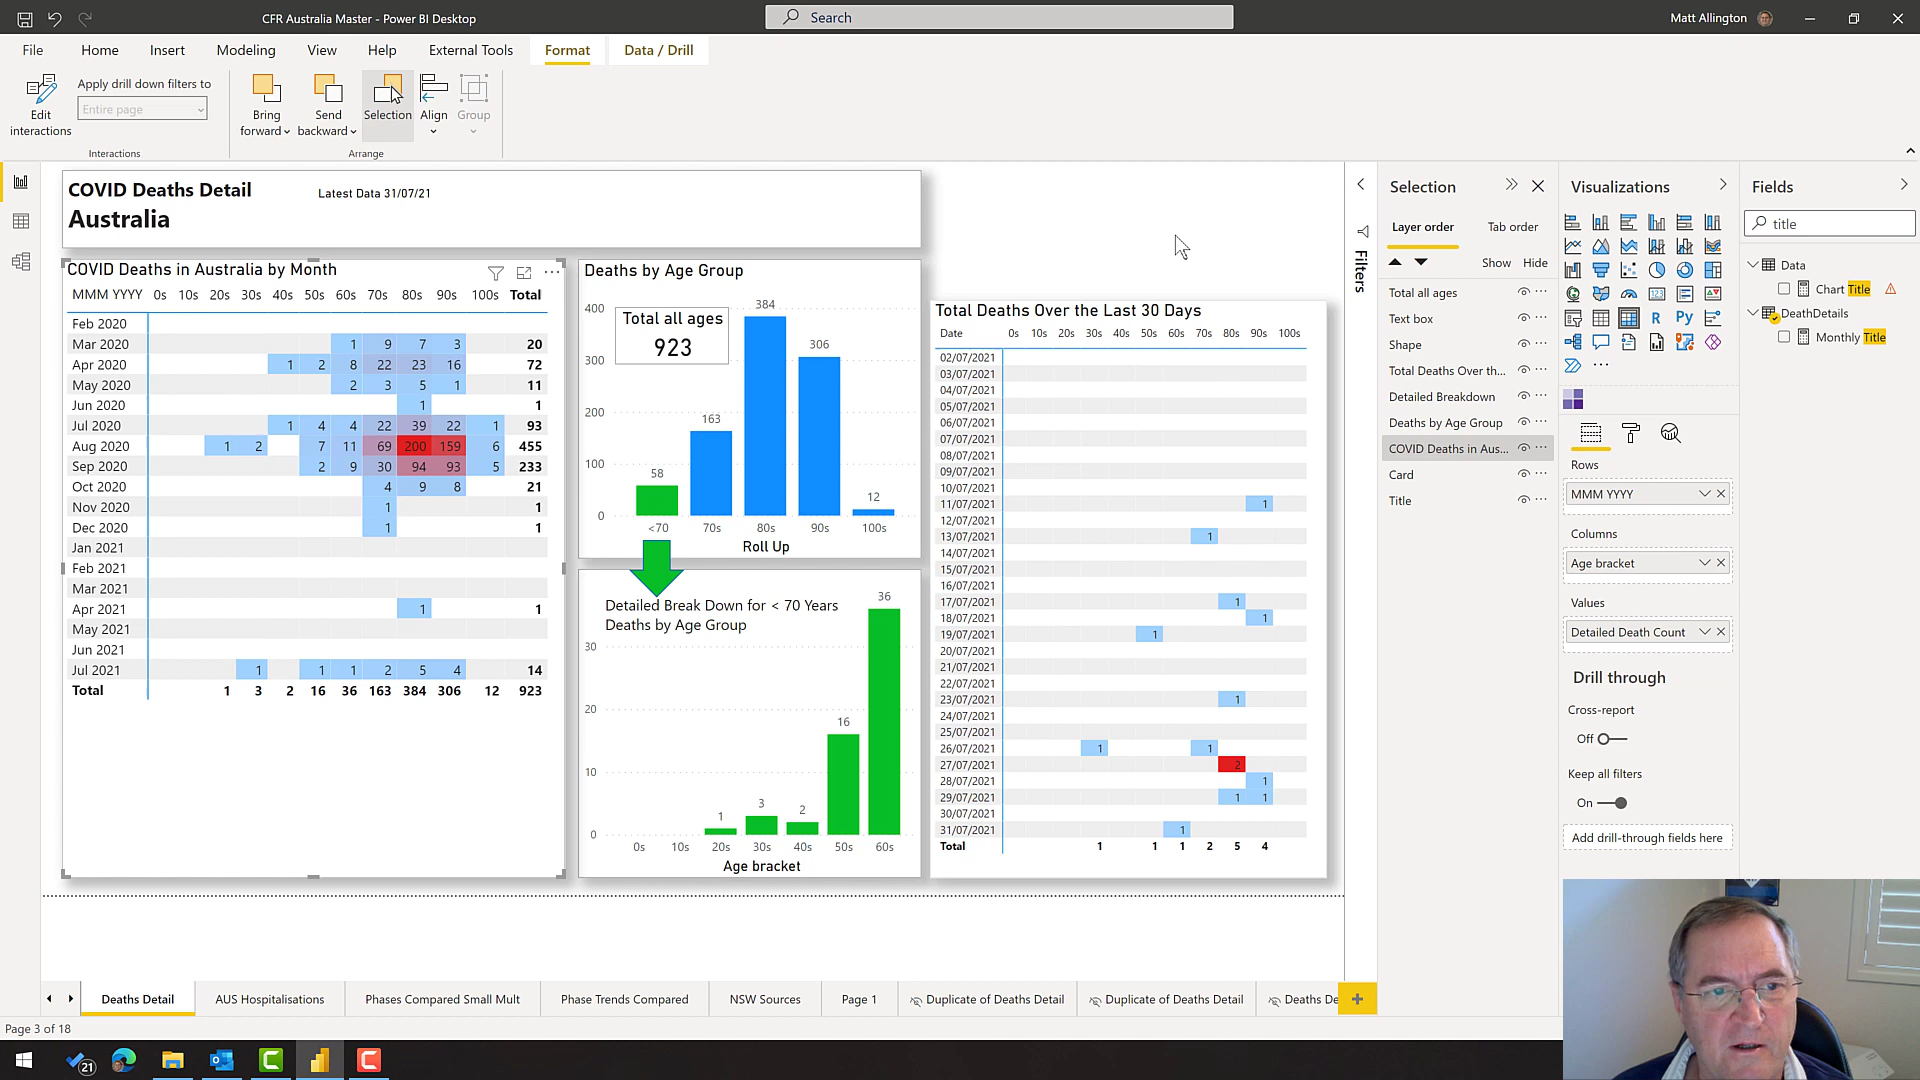 CFR Australia Master - Power BI Desktop
Search
Matt Allington
File Home Insert Modeling View Help External Tools Format Data / Drill
Apply drill down filters to
Entire page
Edit interactions
Bring forward
Send backward
Selection
Align
Group
Interactions
Arrange
COVID Deaths Detail
Latest Data 31/07/21
Australia
COVID Deaths in Australia by Month
MMM YYYY 0s 10s 20s 30s 40s 50s 60s 70s 80s 90s 100s Total
Feb 2020
Mar 2020 1 9 7 3 20
Apr 2020 1 2 8 22 23 16 72
May 2020 2 3 5 1 11
Jun 2020 1 1
Jul 2020 1 4 4 22 39 22 1 93
Aug 2020 1 2 7 11 69 200 159 6 455
Sep 2020 2 9 30 94 93 5 233
Oct 2020 4 9 8 21
Nov 2020 1 1
Dec 2020 1 1
Jan 2021
Feb 2021
Mar 2021
Apr 2021 1 1
May 2021
Jun 2021
Jul 2021 1 1 1 2 5 4 14
Total 1 3 2 16 36 163 384 306 12 923
Deaths by Age Group
Total all ages
923
400
300
200
100
0
58 163 384 306 12
<70 70s 80s 90s 100s
Roll Up
Detailed Break Down for < 70 Years
Deaths by Age Group
30
20
10
0
1 3 2 16 36
0s 10s 20s 30s 40s 50s 60s
Age bracket
Total Deaths Over the Last 30 Days
Date 0s 10s 20s 30s 40s 50s 60s 70s 80s 90s 100s
02/07/2021
03/07/2021
04/07/2021
05/07/2021
06/07/2021
07/07/2021
08/07/2021
09/07/2021
10/07/2021
11/07/2021 1
12/07/2021
13/07/2021 1
14/07/2021
15/07/2021
16/07/2021
17/07/2021 1
18/07/2021 1
19/07/2021 1
20/07/2021
21/07/2021
22/07/2021
23/07/2021 1
24/07/2021
25/07/2021
26/07/2021 1 1
27/07/2021 2
28/07/2021 1
29/07/2021 1 1
30/07/2021
31/07/2021 1
Total 1 1 1 2 5 4
Filters
Selection
Layer order Tab order
Show Hide
Total all ages
Text box
Shape
Total Deaths Over th...
Detailed Breakdown
Deaths by Age Group
COVID Deaths in Aus...
Card
Title
Visualizations
R Py
123
...
Rows
MMM YYYY
Columns
Age bracket
Values
Detailed Death Count
Drill through
Cross-report
Off
Keep all filters
On
Add drill-through fields here
Fields
title
Data
Chart Title
DeathDetails
Monthly Title
Deaths Detail AUS Hospitalisations Phases Compared Small Mult Phase Trends Compared NSW Sources Page 1 Duplicate of Deaths Detail Duplicate of Deaths Detail Deaths De
Page 3 of 18
21